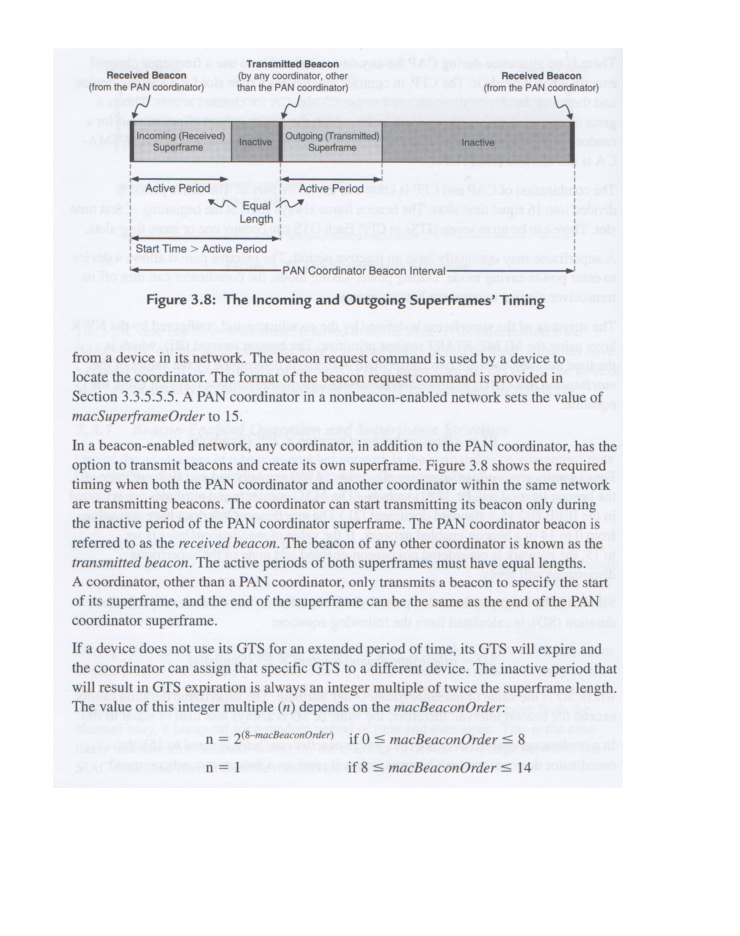 Transmitted Beacon
(by any coordinator, other
than the PAN coordinator)
Received Beacon
(from the PAN coordinator)
Received Beacon
(from the PAN coordinator)
Incoming (Received)
Superframe
Inactive
Outgoing (Transmitted)
Superframe
Inactive
Active Period
Active Period
Equal
Length
Start Time > Active Period
PAN Coordinator Beacon Interval
Figure 3.8: The Incoming and Outgoing Superframes' Timing
from a device in its network. The beacon request command is used by a device to
locate the coordinator. The format of the beacon request command is provided in
Section 3.3.5.5.5. A PAN coordinator in a nonbeacon-enabled network sets the value of
macSuperframeOrder to 15.
In a beacon-enabled network, any coordinator, in addition to the PAN coordinator, has the
option to transmit beacons and create its own superframe. Figure 3.8 shows the required
timing when both the PAN coordinator and another coordinator within the same network
are transmitting beacons. The coordinator can start transmitting its beacon only during
the inactive period of the PAN coordinator superframe. The PAN coordinator beacon is
referred to as the received beacon. The beacon of any other coordinator is known as the
transmitted beacon. The active periods of both superframes must have equal lengths.
A coordinator, other than a PAN coordinator, only transmits a beacon to specify the start
of its superframe, and the end of the superframe can be the same as the end of the PAN
coordinator superframe.
If a device does not use its GTS for an extended period of time, its GTS will expire and
the coordinator can assign that specific GTS to a different device. The inactive period that
will result in GTS expiration is always an integer multiple of twice the superframe length.
The value of this integer multiple (n) depends on the macBeaconOrder:
n = 2^(8−macBeaconOrder) if 0 ≤ macBeaconOrder ≤ 8
n = 1 if 8 ≤ macBeaconOrder ≤ 14